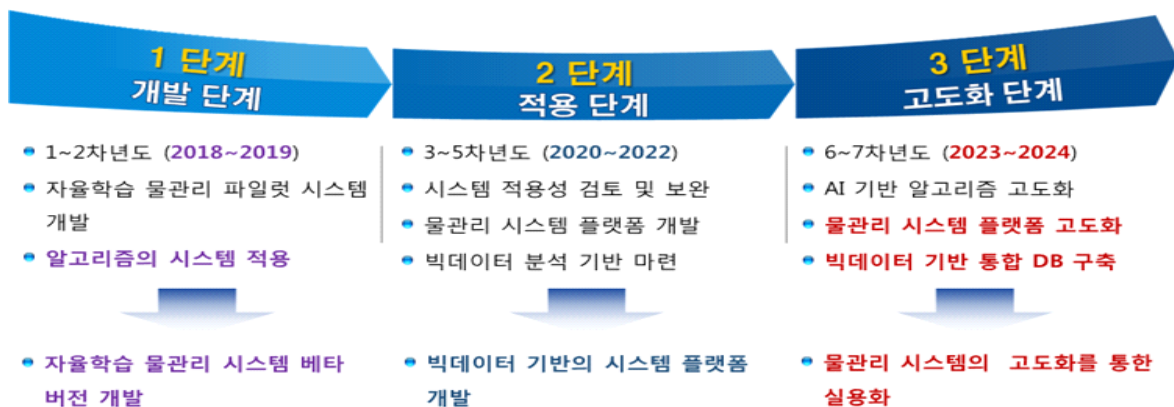 1 단계
개발 단계
• 1~2차년도 (2018~2019)
• 자율학습 물관리 파일럿 시스템
개발
• 알고리즘의 시스템 적용
• 자율학습 물관리 시스템 베타
버전 개발
2 단계
적용 단계
• 3~5차년도 (2020~2022)
• 시스템 적용성 검토 및 보완
• 물관리 시스템 플랫폼 개발
• 빅데이터 분석 기반 마련
• 빅데이터 기반의 시스템 플랫폼
개발
3 단계
고도화 단계
• 6~7차년도 (2023~2024)
• AI 기반 알고리즘 고도화
• 물관리 시스템 플랫폼 고도화
• 빅데이터 기반 통합 DB 구축
• 물관리 시스템의 고도화를 통한
실용화